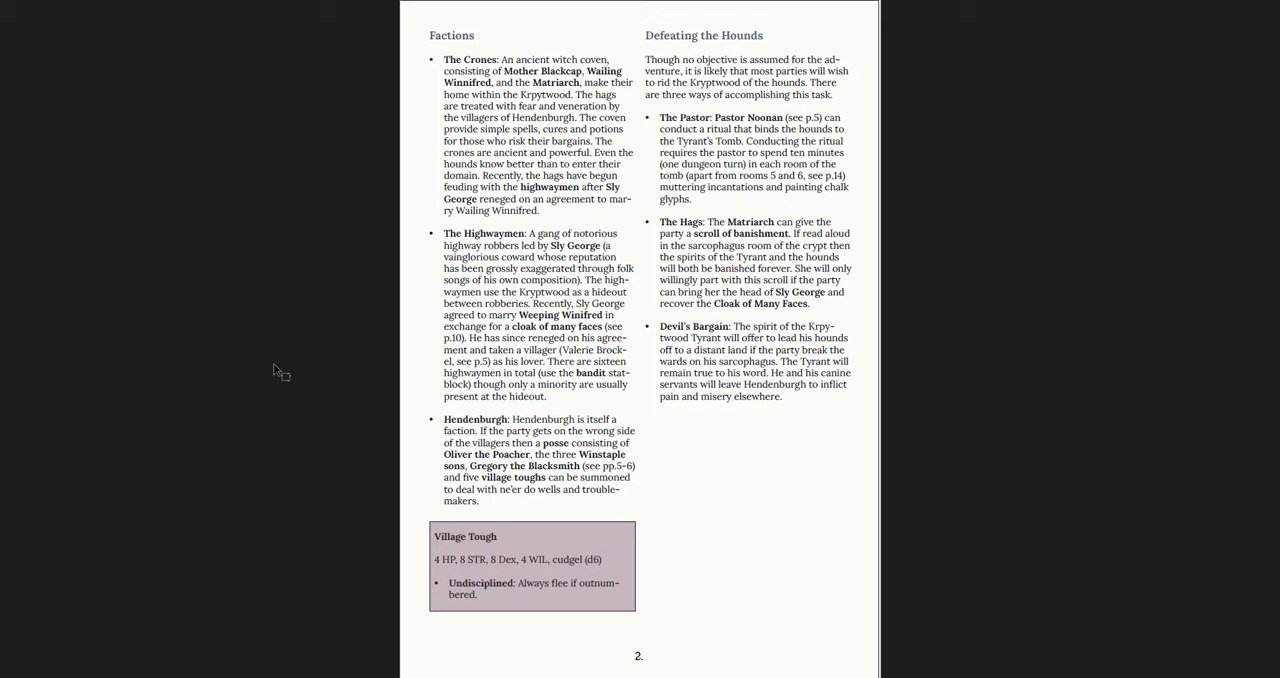 Factions
• The Crones: An ancient witch coven,
consisting of Mother Blackcap, Wailing
Winnifred, and the Matriarch, make their
home within the Krpytwood. The hags
are treated with fear and veneration by
the villagers of Hendenburgh. The coven
provide simple spells, cures and potions
for those who risk their bargains. The
crones are ancient and powerful. Even the
hounds know better than to enter their
domain. Recently, the hags have begun
feuding with the highwaymen after Sly
George reneged on an agreement to mar-
ry Wailing Winnifred.
• The Highwaymen: A gang of notorious
highway robbers led by Sly George (a
vainglorious coward whose reputation
has been grossly exaggerated through folk
songs of his own composition). The high-
waymen use the Kryptwood as a hideout
between robberies. Recently, Sly George
agreed to marry Weeping Winifred in
exchange for a cloak of many faces (see
p.10). He has since reneged on his agree-
ment and taken a villager (Valerie Brock-
el, see p.5) as his lover. There are sixteen
highwaymen in total (use the bandit stat-
block) though only a minority are usually
present at the hideout.
• Hendenburgh: Hendenburgh is itself a
faction. If the party gets on the wrong side
of the villagers then a posse consisting of
Oliver the Poacher, the three Winstaple
sons, Gregory the Blacksmith (see pp.5-6)
and five village toughs can be summoned
to deal with ne'er do wells and trouble-
makers.
Village Tough
4 HP, 8 STR, 8 Dex, 4 WIL, cudgel (d6)
• Undisciplined: Always flee if outnum-
bered.
Defeating the Hounds
Though no objective is assumed for the ad-
venture, it is likely that most parties will wish
to rid the Kryptwood of the hounds. There
are three ways of accomplishing this task.
• The Pastor: Pastor Noonan (see p.5) can
conduct a ritual that binds the hounds to
the Tyrant's Tomb. Conducting the ritual
requires the pastor to spend ten minutes
(one dungeon turn) in each room of the
tomb (apart from rooms 5 and 6, see p.14)
muttering incantations and painting chalk
glyphs.
• The Hags: The Matriarch can give the
party a scroll of banishment. If read aloud
in the sarcophagus room of the crypt then
the spirits of the Tyrant and the hounds
will both be banished forever. She will only
willingly part with this scroll if the party
can bring her the head of Sly George and
recover the Cloak of Many Faces.
• Devil's Bargain: The spirit of the Krpy-
twood Tyrant will offer to lead his hounds
off to a distant land if the party break the
wards on his sarcophagus. The Tyrant will
remain true to his word. He and his canine
servants will leave Hendenburgh to inflict
pain and misery elsewhere.
2.